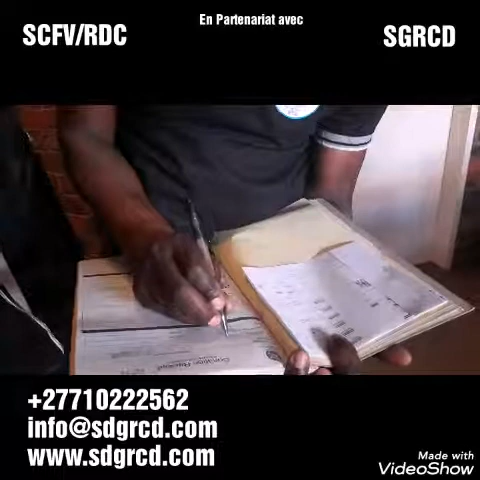 En Partenariat avec
SCFV/RDC
SGRCD
+27710222562
info@sdgrcd.com
www.sdgrcd.com
Made with
VideoShow